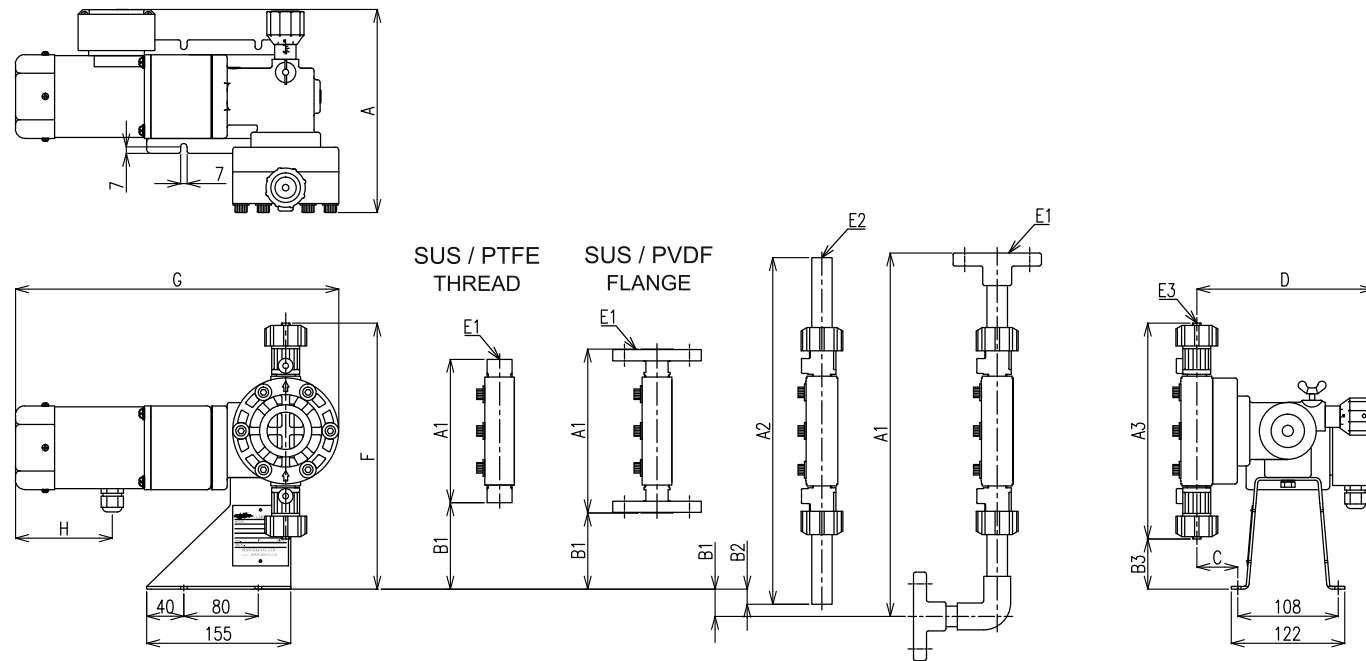 A
7
7
G
SUS / PTFE
THREAD
SUS / PVDF
FLANGE
E2
E1
E1
E1
E3
D
F
A1
A1
A2
A1
A3
H
B1
B1
B1
B2
B3
C
40
80
155
108
122